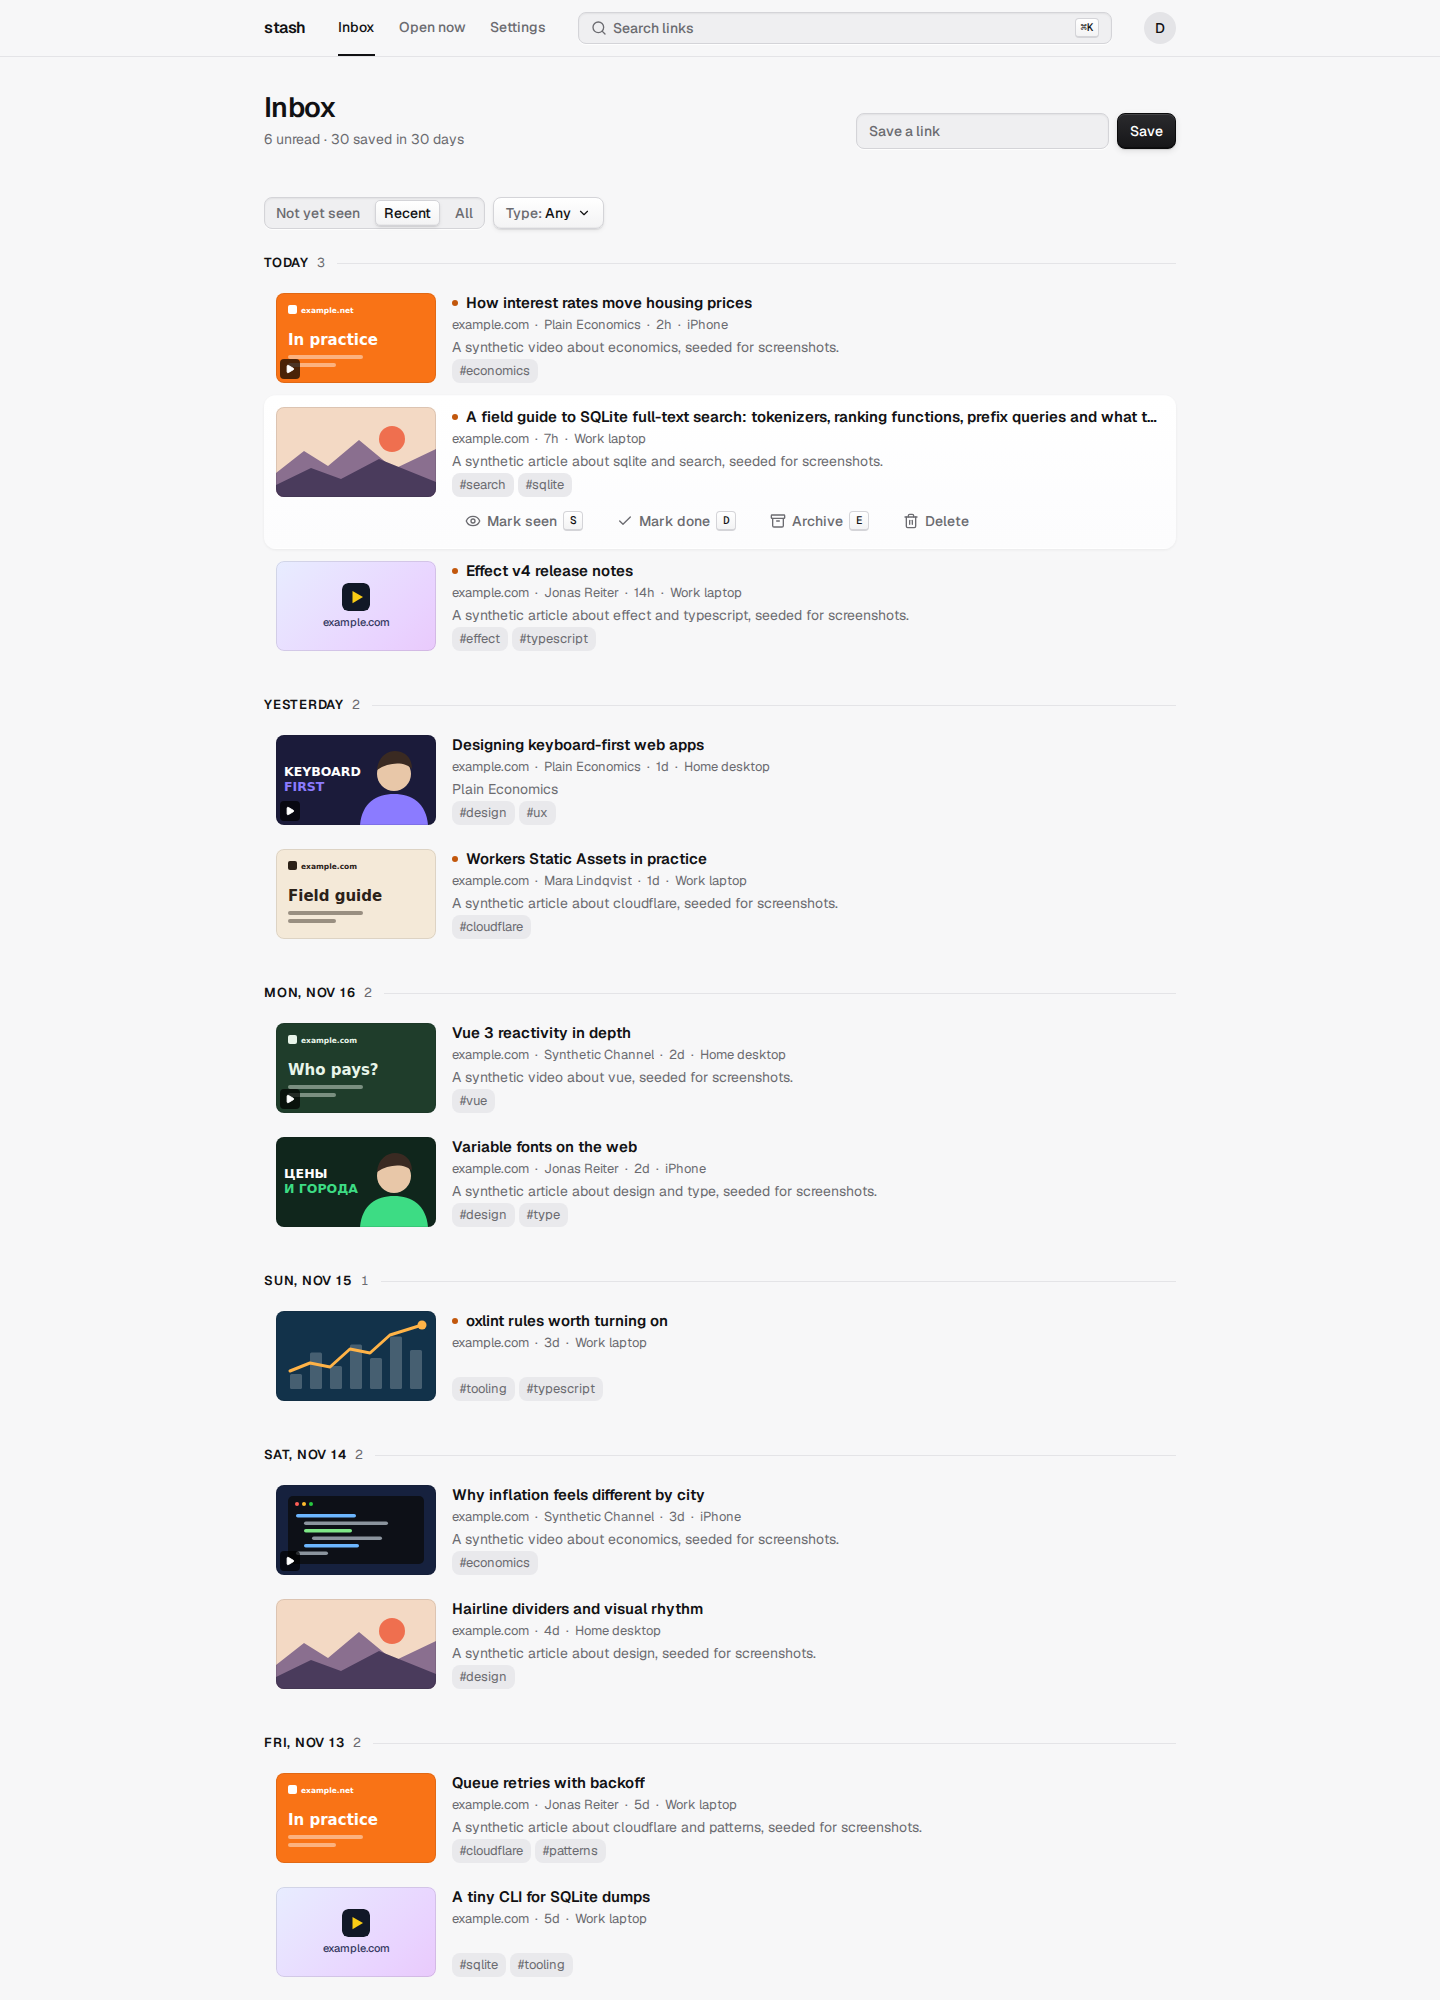 stash
Inbox
Open now
Settings
Search links
⌘K
D
Inbox
6 unread · 30 saved in 30 days
Save a link
Save
Not yet seen
Recent
All
Type: Any
TODAY 3
example.net
In practice
How interest rates move housing prices
example.com · Plain Economics · 2h · iPhone
A synthetic video about economics, seeded for screenshots.
#economics
A field guide to SQLite full-text search: tokenizers, ranking functions, prefix queries and what t…
example.com · 7h · Work laptop
A synthetic article about sqlite and search, seeded for screenshots.
#search #sqlite
Mark seen S
Mark done D
Archive E
Delete
example.com
Effect v4 release notes
example.com · Jonas Reiter · 14h · Work laptop
A synthetic article about effect and typescript, seeded for screenshots.
#effect #typescript
YESTERDAY 2
KEYBOARD
FIRST
Designing keyboard-first web apps
example.com · Plain Economics · 1d · Home desktop
Plain Economics
#design #ux
example.com
Field guide
Workers Static Assets in practice
example.com · Mara Lindqvist · 1d · Work laptop
A synthetic article about cloudflare, seeded for screenshots.
#cloudflare
MON, NOV 16 2
example.com
Who pays?
Vue 3 reactivity in depth
example.com · Synthetic Channel · 2d · Home desktop
A synthetic video about vue, seeded for screenshots.
#vue
ЦЕНЫ
И ГОРОДА
Variable fonts on the web
example.com · Jonas Reiter · 2d · iPhone
A synthetic article about design and type, seeded for screenshots.
#design #type
SUN, NOV 15 1
oxlint rules worth turning on
example.com · 3d · Work laptop
#tooling #typescript
SAT, NOV 14 2
Why inflation feels different by city
example.com · Synthetic Channel · 3d · iPhone
A synthetic video about economics, seeded for screenshots.
#economics
Hairline dividers and visual rhythm
example.com · 4d · Home desktop
A synthetic article about design, seeded for screenshots.
#design
FRI, NOV 13 2
example.net
In practice
Queue retries with backoff
example.com · Jonas Reiter · 5d · Work laptop
A synthetic article about cloudflare and patterns, seeded for screenshots.
#cloudflare #patterns
example.com
A tiny CLI for SQLite dumps
example.com · 5d · Work laptop
#sqlite #tooling